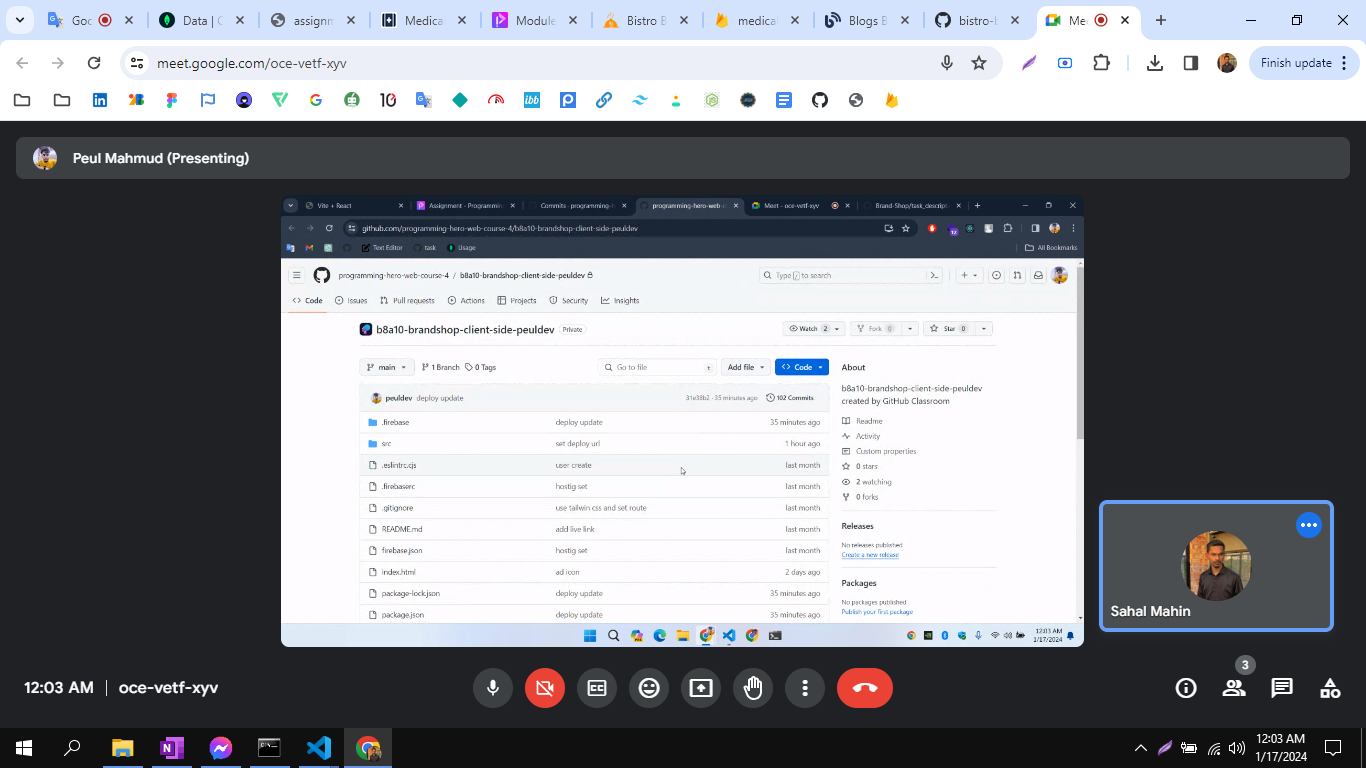 Goc
Data | C
assignm
Medica
Module
Bistro B
medical
Blogs B
bistro-b
Mee
meet.google.com/oce-vetf-xyv
Finish update
Peul Mahmud (Presenting)
Vite + React
Assignment - Programmin
Commits · programming-h
programming-hero-web-c
Meet - oce-vetf-xyv
Brand-Shop/task_descript
github.com/programming-hero-web-course-4/b8a10-brandshop-client-side-peuldev
Text Editor
task
Usage
All Bookmarks
programming-hero-web-course-4 / b8a10-brandshop-client-side-peuldev
Type / to search
Code
Issues
Pull requests
Actions
Projects
Security
Insights
b8a10-brandshop-client-side-peuldev Private
Watch 2
Fork 0
Star 0
main
1 Branch
0 Tags
Go to file
t
Add file
Code
peuldev deploy update 31e38b2 · 35 minutes ago 102 Commits
.firebase deploy update 35 minutes ago
src set deploy url 1 hour ago
.eslintrc.cjs user create last month
.firebaserc hostig set last month
.gitignore use tailwin css and set route last month
README.md add live link last month
firebase.json hostig set last month
index.html ad icon 2 days ago
package-lock.json deploy update 35 minutes ago
package.json deploy update 35 minutes ago
About
b8a10-brandshop-client-side-peuldev
created by GitHub Classroom
Readme
Activity
Custom properties
0 stars
2 watching
0 forks
Releases
No releases published
Create a new release
Packages
No packages published
Publish your first package
12:03 AM
1/17/2024
Sahal Mahin
12:03 AM | oce-vetf-xyv
3
12:03 AM
1/17/2024